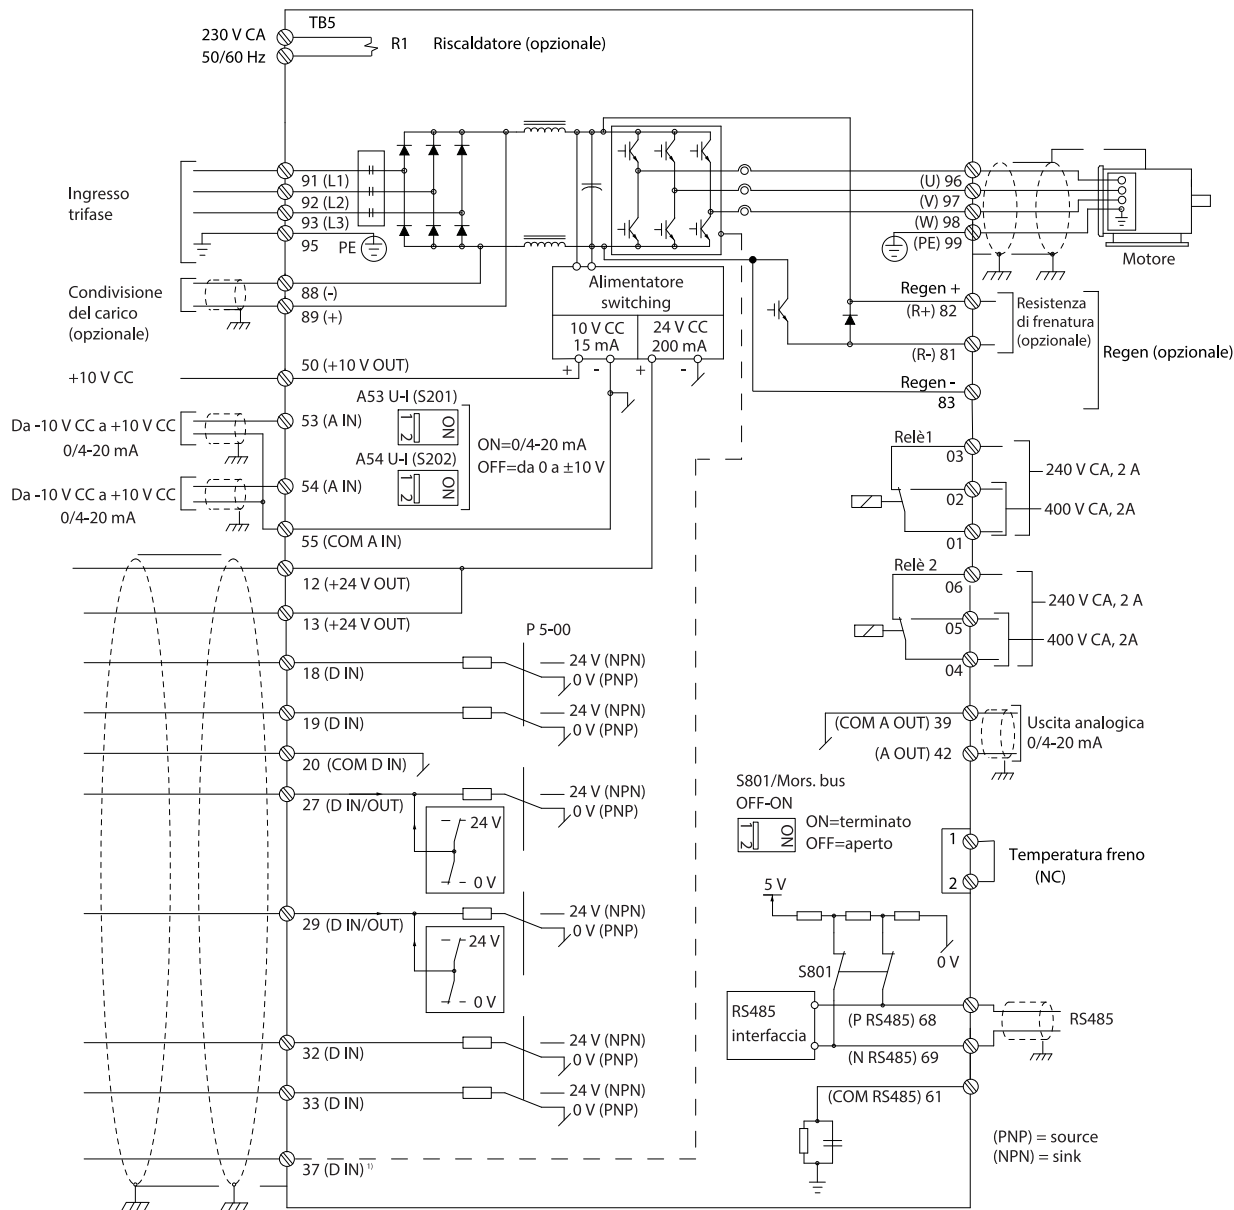 TB5
230 V CA
50/60 Hz
R1
Riscaldatore (opzionale)
Ingresso
trifase
91 (L1)
92 (L2)
93 (L3)
95
PE
(U) 96
(V) 97
(W) 98
(PE) 99
Motore
Condivisione
del carico
(opzionale)
88 (-)
89 (+)
Alimentatore
switching
10 V CC
15 mA
24 V CC
200 mA
+ - + -
Regen +
(R+) 82
Resistenza
di frenatura
(opzionale)
(R-) 81
Regen (opzionale)
Regen -
83
+10 V CC
50 (+10 V OUT)
Da -10 V CC a +10 V CC
0/4-20 mA
53 (A IN)
A53 U-I (S201)
1 2
ON
A54 U-I (S202)
1 2
ON
ON=0/4-20 mA
OFF=da 0 a ±10 V
Da -10 V CC a +10 V CC
0/4-20 mA
54 (A IN)
55 (COM A IN)
12 (+24 V OUT)
13 (+24 V OUT)
Relè1
03
02
01
240 V CA, 2 A
400 V CA, 2A
Relè 2
06
05
04
240 V CA, 2 A
400 V CA, 2A
P 5-00
18 (D IN)
24 V (NPN)
0 V (PNP)
19 (D IN)
24 V (NPN)
0 V (PNP)
20 (COM D IN)
27 (D IN/OUT)
24 V (NPN)
0 V (PNP)
24 V
0 V
29 (D IN/OUT)
24 V (NPN)
0 V (PNP)
24 V
0 V
32 (D IN)
24 V (NPN)
0 V (PNP)
33 (D IN)
24 V (NPN)
0 V (PNP)
37 (D IN) 1)
(COM A OUT) 39
(A OUT) 42
Uscita analogica
0/4-20 mA
S801/Mors. bus
OFF-ON
1 2
ON
ON=terminato
OFF=aperto
1
2
Temperatura freno
(NC)
5 V
0 V
S801
RS485
interfaccia
(P RS485) 68
(N RS485) 69
RS485
(COM RS485) 61
(PNP) = source
(NPN) = sink